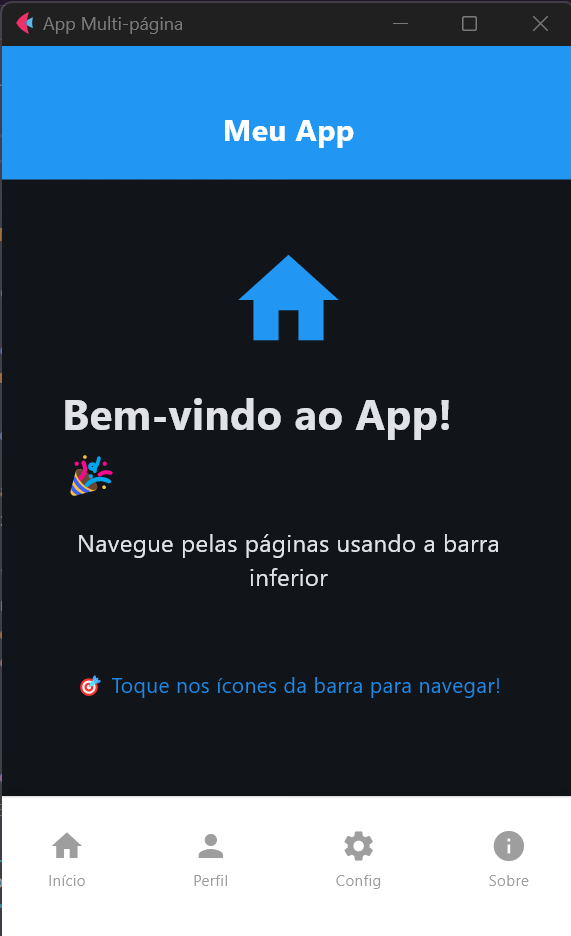 App Multi-página
Meu App
Bem-vindo ao App!
🎉
Navegue pelas páginas usando a barra
inferior
🎯 Toque nos ícones da barra para navegar!
Início
Perfil
Config
Sobre